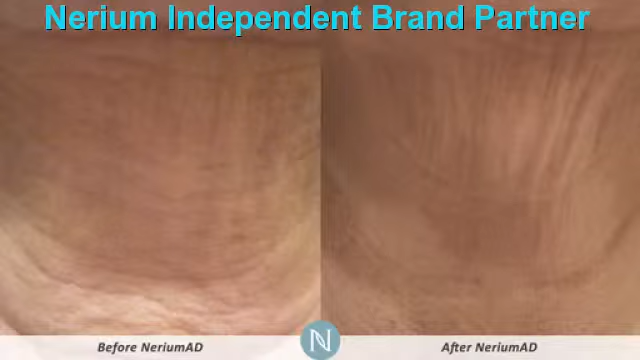 Nerium Independent Brand Partner
Before NeriumAD
N
After NeriumAD